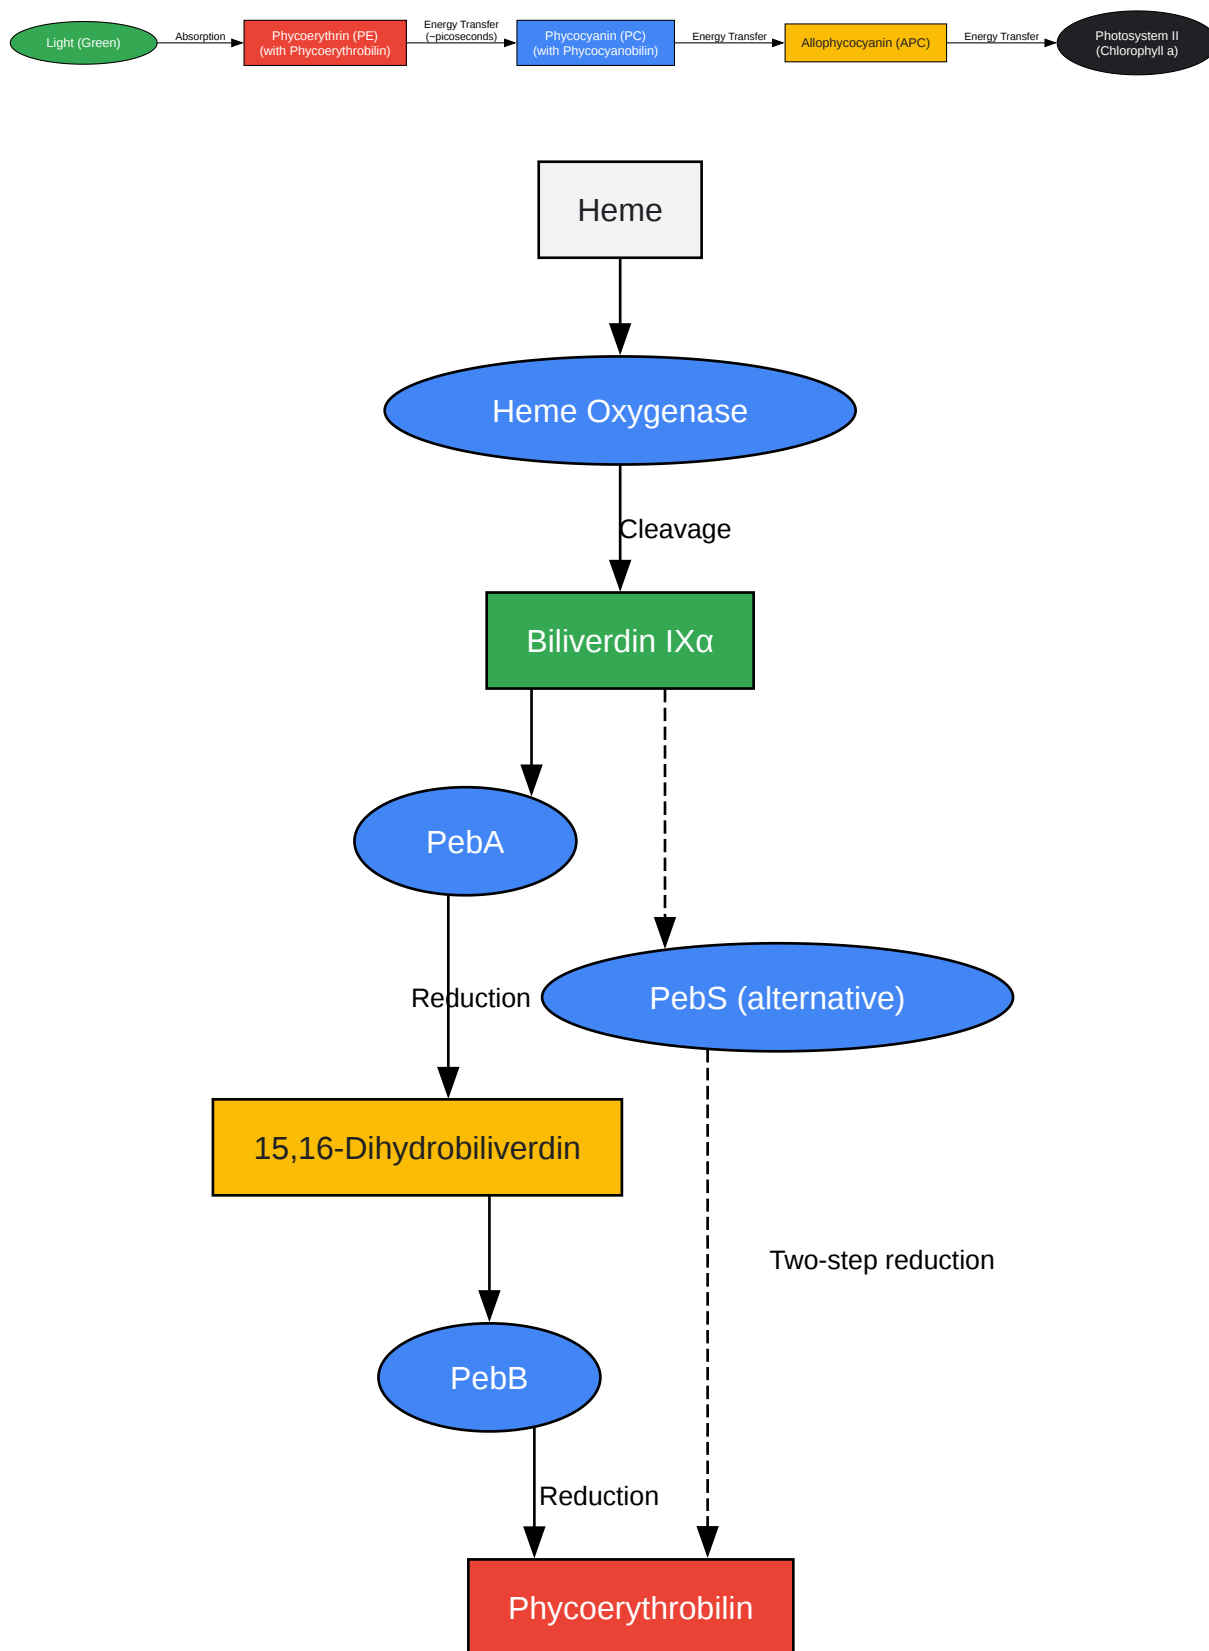 Light (Green)
Absorption
Phycoerythrin (PE)
(with Phycoerythrobilin)
Energy Transfer
(~picoseconds)
Phycocyanin (PC)
(with Phycocyanobilin)
Energy Transfer
Allophycocyanin (APC)
Energy Transfer
Photosystem II
(Chlorophyll a)
Heme
Heme Oxygenase
Cleavage
Biliverdin IXα
PebA
Reduction
PebS (alternative)
15,16-Dihydrobiliverdin
Two-step reduction
PebB
Reduction
Phycoerythrobilin